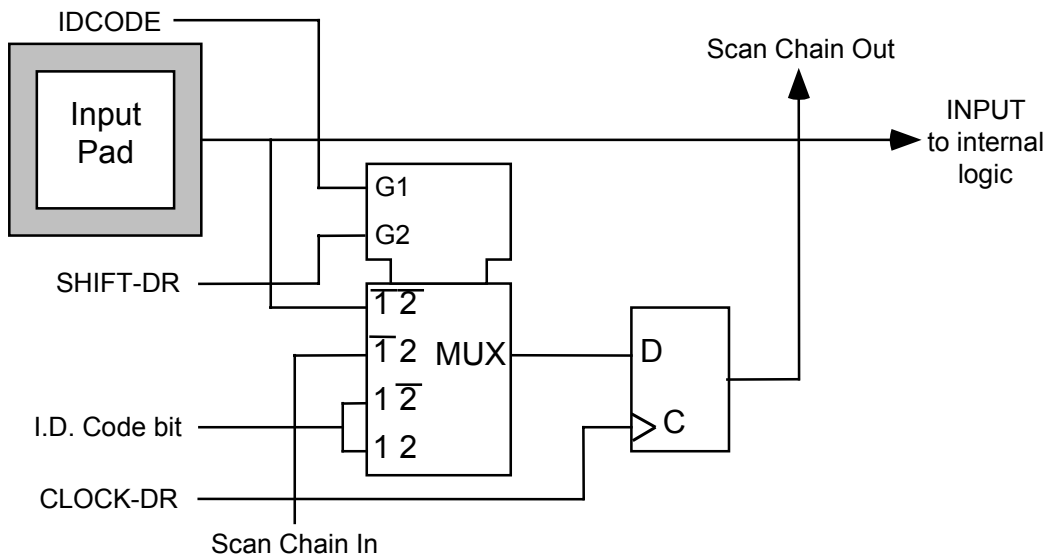 IDCODE
Scan Chain Out
Input
Pad
INPUT
to internal
logic
G1
G2
SHIFT-DR
1̅ 2̅
1̅ 2
MUX
D
1 2̅
I.D. Code bit
1 2
C
CLOCK-DR
Scan Chain In